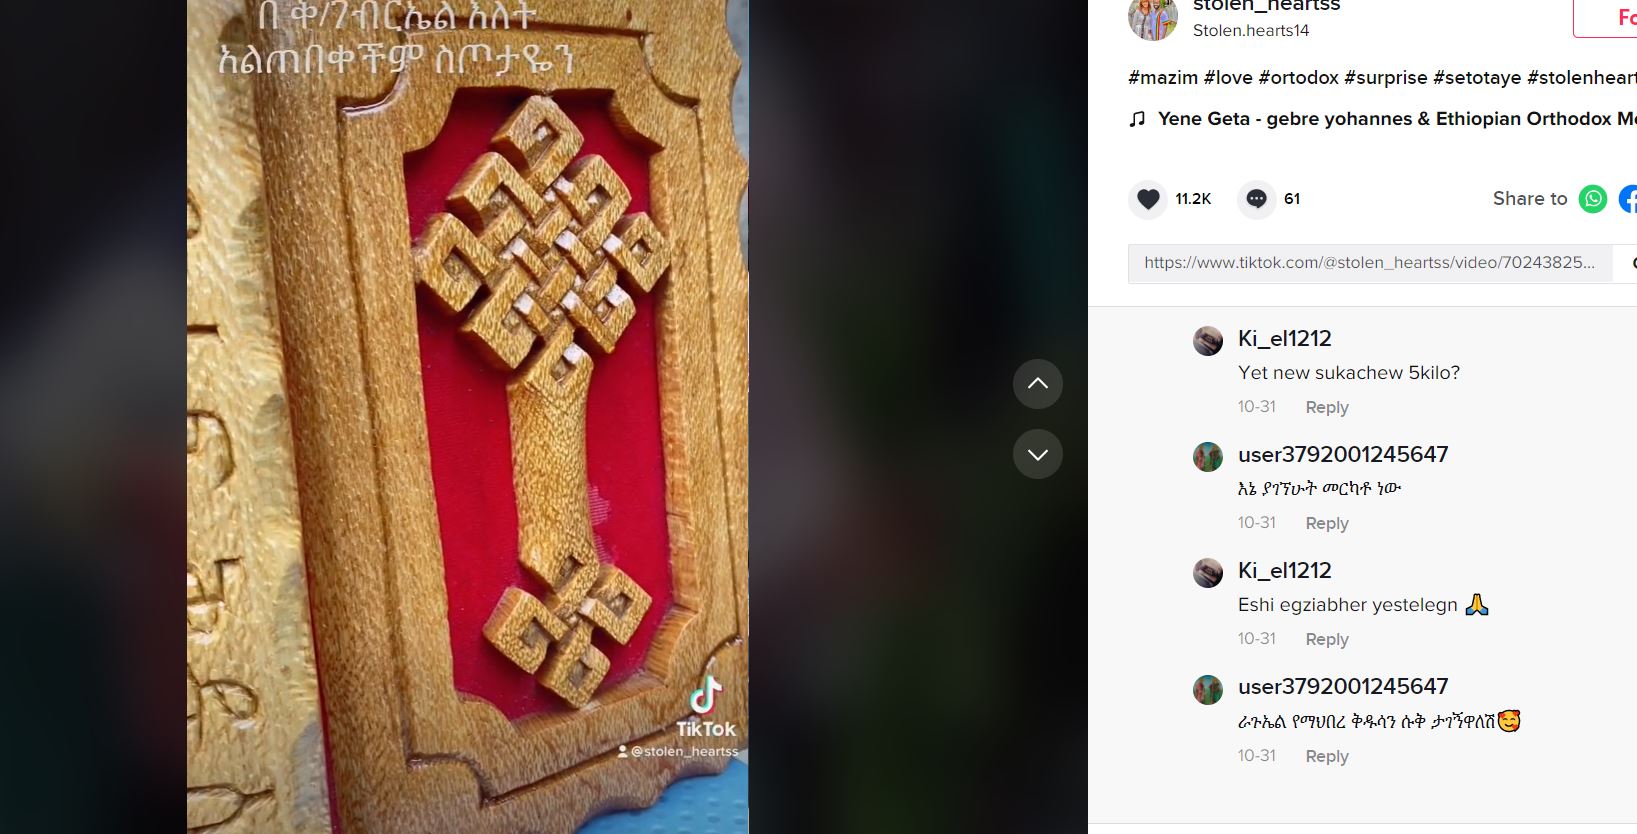 በ ቅ/ገብርኤል እለት
አልጠበቀችም ስጦታዬን
TikTok
@stolen_heartss
stolen_heartss
Stolen.hearts14
#mazim #love #ortodox #surprise #setotaye #stolenheart
Yene Geta - gebre yohannes & Ethiopian Orthodox M
11.2K
61
Share to
https://www.tiktok.com/@stolen_heartss/video/70243825...
Ki_el1212
Yet new sukachew 5kilo?
10-31 Reply
user3792001245647
እኔ ያገኘሁት መርካቶ ነው
10-31 Reply
Ki_el1212
Eshi egziabher yestelegn 🙏
10-31 Reply
user3792001245647
ራጉኤል የማህበረ ቅዱሳን ሱቅ ታገኝዋለሽ🥰
10-31 Reply